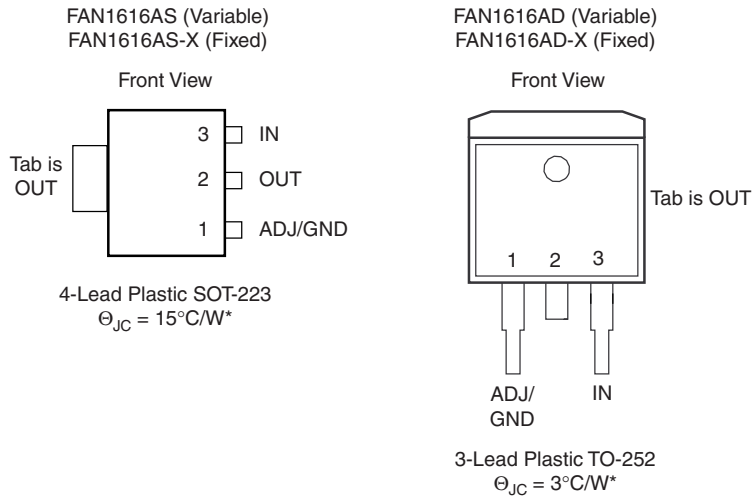 FAN1616AS (Variable)
FAN1616AS-X (Fixed)
Front View
3 IN
Tab is
OUT
2 OUT
1 ADJ/GND
4-Lead Plastic SOT-223
Θ_JC = 15°C/W*
FAN1616AD (Variable)
FAN1616AD-X (Fixed)
Front View
Tab is OUT
1 2 3
ADJ/
GND
IN
3-Lead Plastic TO-252
Θ_JC = 3°C/W*